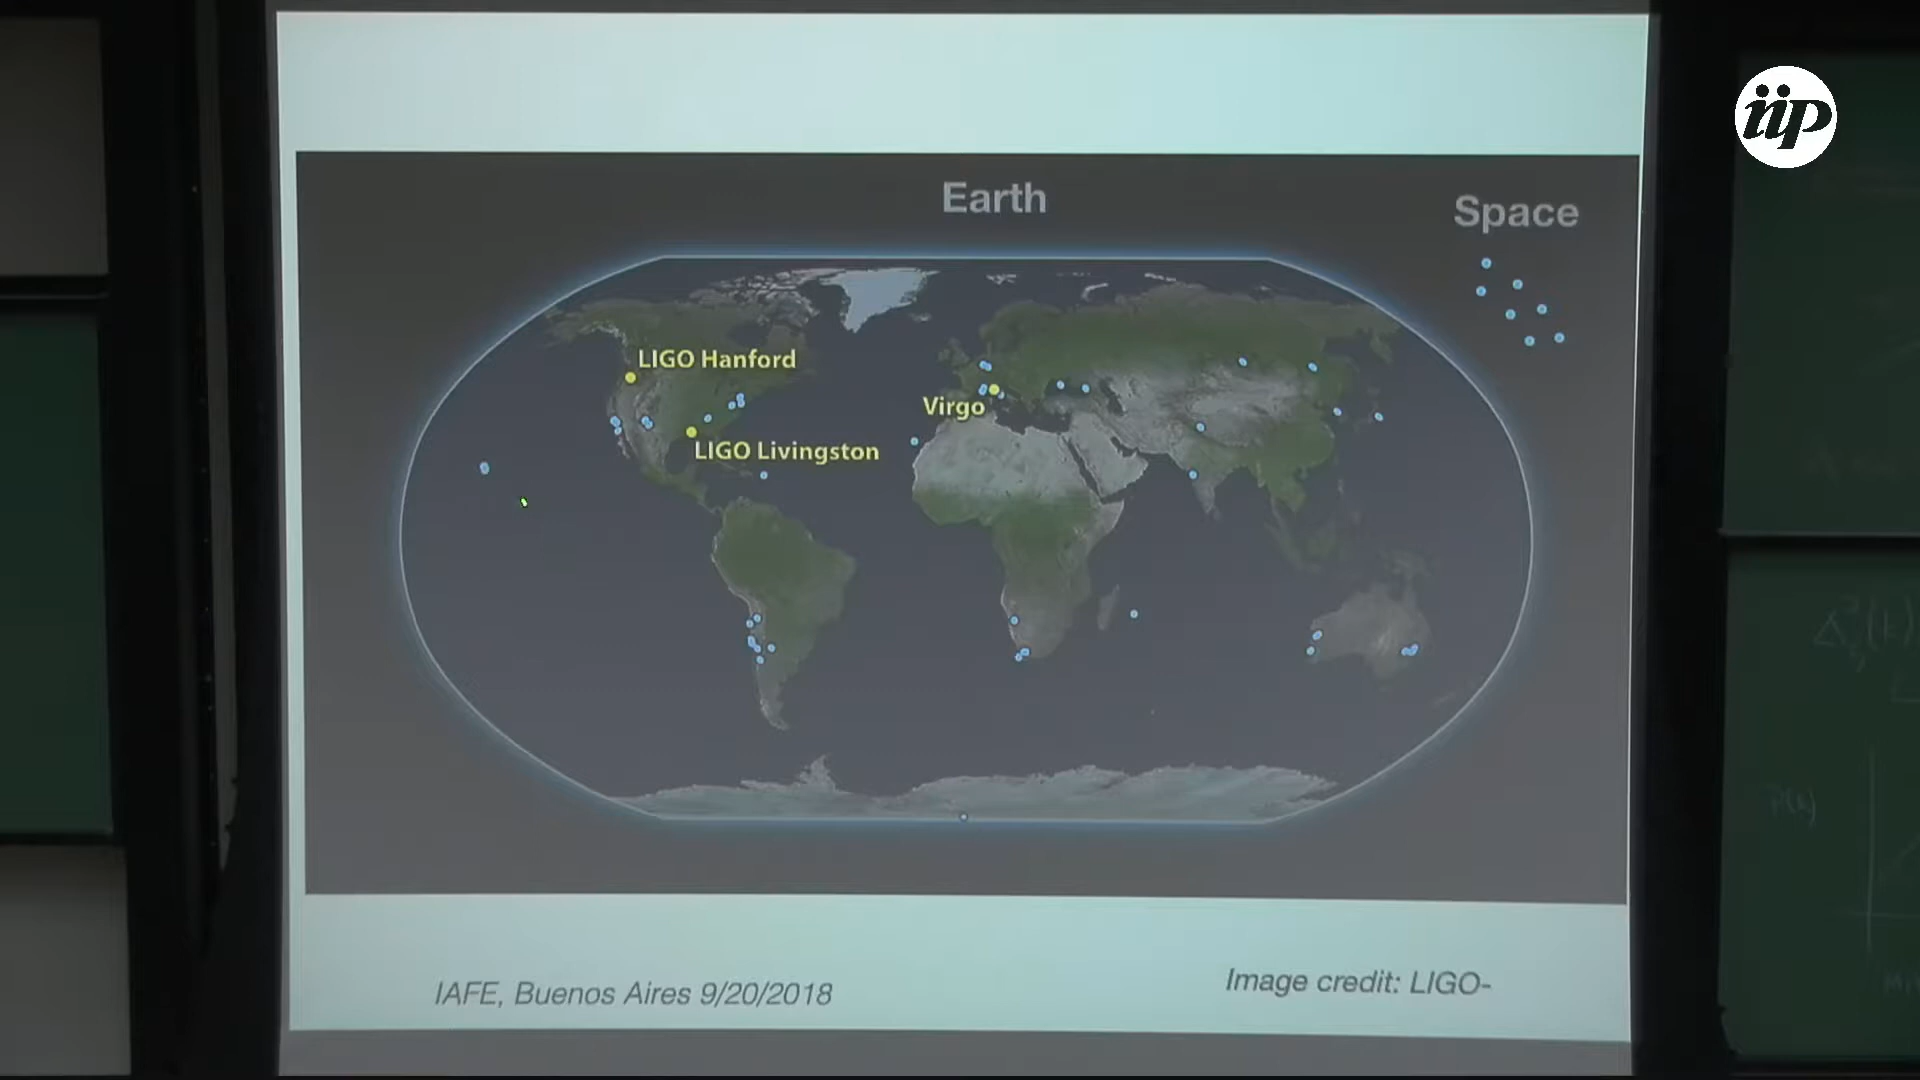 iip
Earth
Space
LIGO Hanford
Virgo
LIGO Livingston
IAFE, Buenos Aires 9/20/2018
Image credit: LIGO-